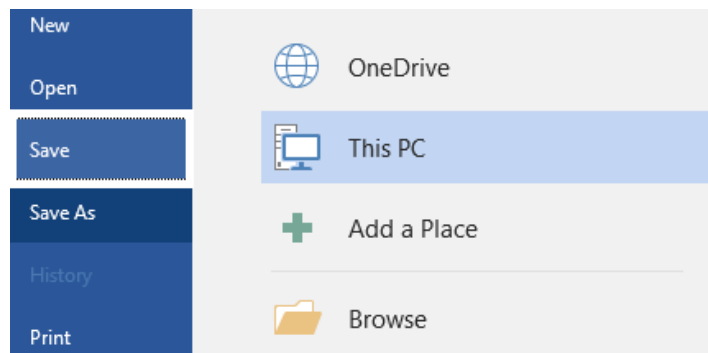 New
Open
Save
Save As
History
Print
OneDrive
This PC
Add a Place
Browse